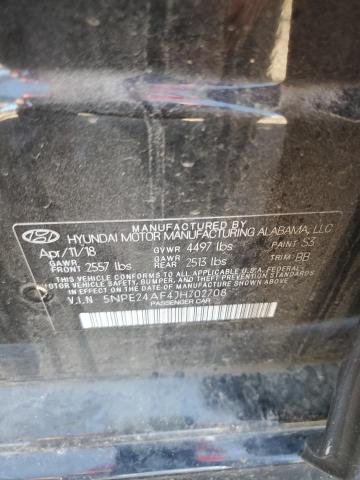 MANUFACTURED BY
HYUNDAI MOTOR MANUFACTURING ALABAMA, LLC
Apr/11/18 GVWR 4497 lbs PAINT S3
GAWR FRONT 2557 lbs GAWR REAR 2513 lbs TRIM BB
THIS VEHICLE CONFORMS TO ALL APPLICABLE U.S.A. FEDERAL
MOTOR VEHICLE SAFETY, BUMPER, AND THEFT PREVENTION STANDARDS
IN EFFECT ON THE DATE OF MANUFACTURE SHOWN ABOVE.
V.I.N 5NPE24AF4JH702708
PASSENGER CAR